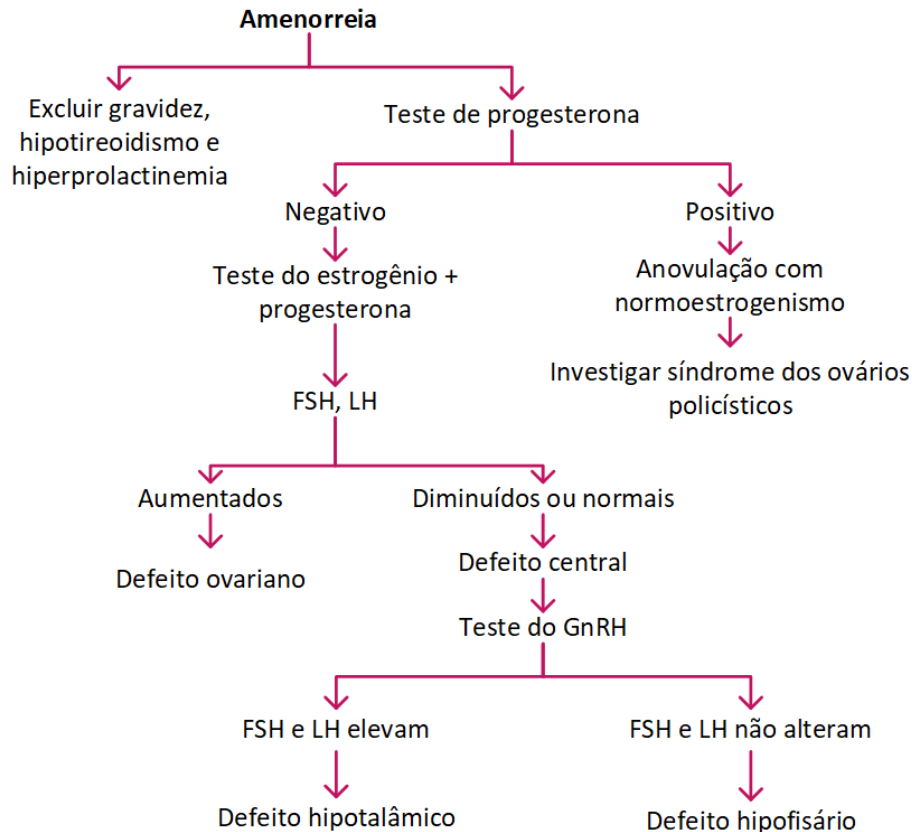 Amenorreia
Excluir gravidez,
hipotireoidismo e
hiperprolactinemia
Teste de progesterona
Negativo
Positivo
Teste do estrogênio +
progesterona
Anovulação com
normoestrogenismo
Investigar síndrome dos ovários
policísticos
FSH, LH
Aumentados
Diminuídos ou normais
Defeito ovariano
Defeito central
Teste do GnRH
FSH e LH elevam
FSH e LH não alteram
Defeito hipotalâmico
Defeito hipofisário